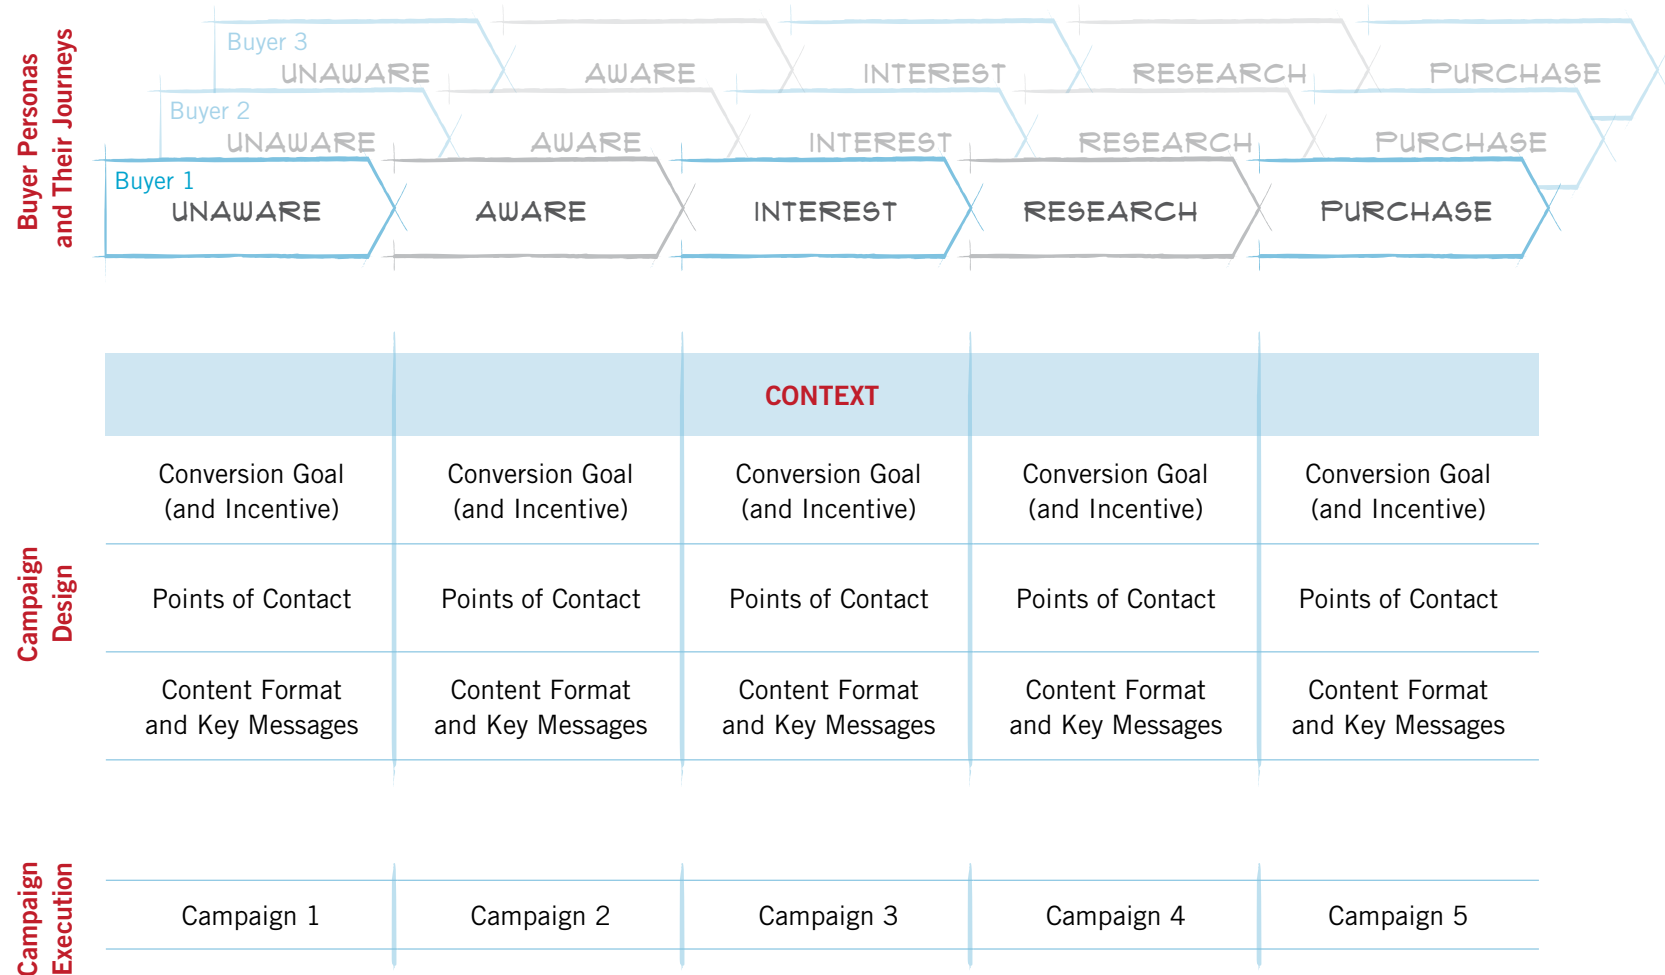 Buyer Personas
and Their Journeys
Buyer 3
UNAWARE AWARE INTEREST RESEARCH PURCHASE
Buyer 2
UNAWARE AWARE INTEREST RESEARCH PURCHASE
Buyer 1
UNAWARE AWARE INTEREST RESEARCH PURCHASE
CONTEXT
Campaign
Design
Conversion Goal Conversion Goal Conversion Goal Conversion Goal Conversion Goal
(and Incentive) (and Incentive) (and Incentive) (and Incentive) (and Incentive)
Points of Contact Points of Contact Points of Contact Points of Contact Points of Contact
Content Format Content Format Content Format Content Format Content Format
and Key Messages and Key Messages and Key Messages and Key Messages and Key Messages
Campaign
Execution
Campaign 1 Campaign 2 Campaign 3 Campaign 4 Campaign 5